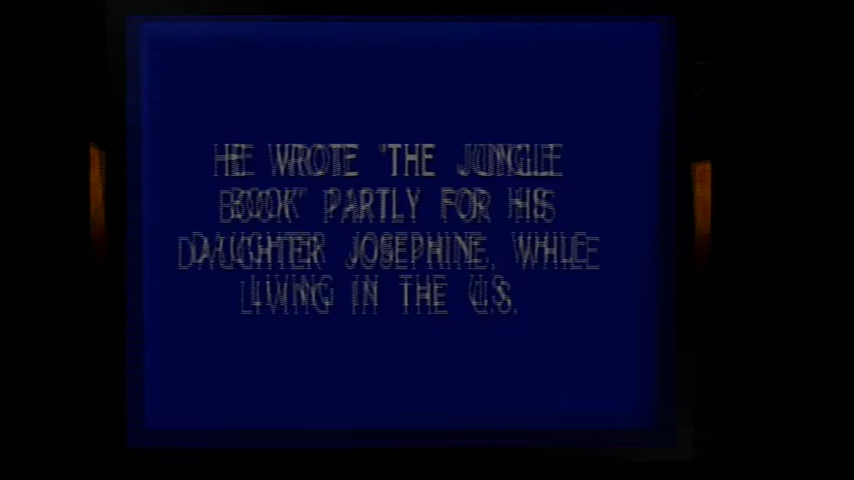 HE WROTE "THE JUNGLE
BOOK" PARTLY FOR HIS
DAUGHTER JOSEPHINE, WHILE
LIVING IN THE U.S.